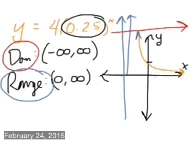 y = 4(0.25)ˣ
Dom (-∞,∞)
Range: (0,∞)
y
x
February 24, 2015